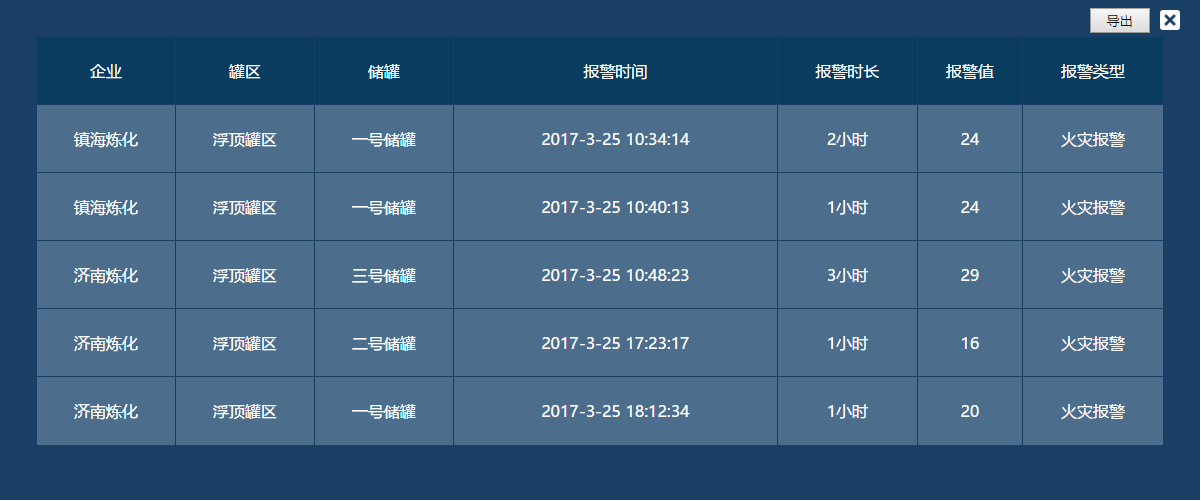 导出
企业 罐区 储罐 报警时间 报警时长 报警值 报警类型
镇海炼化 浮顶罐区 一号储罐 2017-3-25 10:34:14 2小时 24 火灾报警
镇海炼化 浮顶罐区 一号储罐 2017-3-25 10:40:13 1小时 24 火灾报警
济南炼化 浮顶罐区 三号储罐 2017-3-25 10:48:23 3小时 29 火灾报警
济南炼化 浮顶罐区 二号储罐 2017-3-25 17:23:17 1小时 16 火灾报警
济南炼化 浮顶罐区 一号储罐 2017-3-25 18:12:34 1小时 20 火灾报警